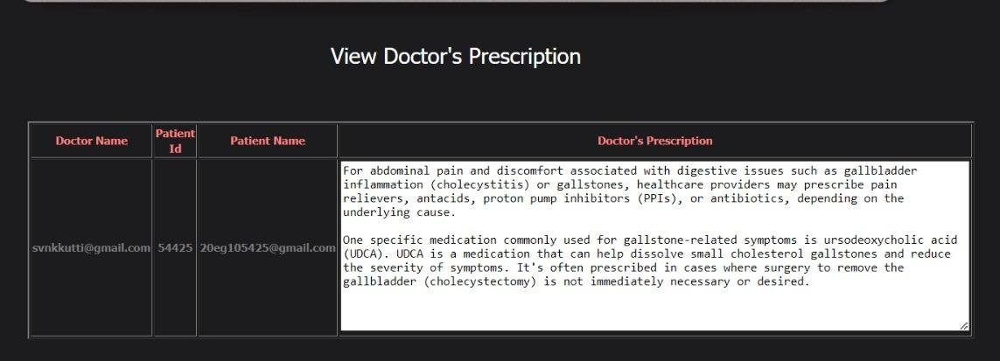 View Doctor's Prescription
Doctor Name
Patient
Id
Patient Name
Doctor's Prescription
svnkkutti@gmail.com
54425
20eg105425@gmail.com
For abdominal pain and discomfort associated with digestive issues such as gallbladder
inflammation (cholecystitis) or gallstones, healthcare providers may prescribe pain
relievers, antacids, proton pump inhibitors (PPIs), or antibiotics, depending on the
underlying cause.
One specific medication commonly used for gallstone-related symptoms is ursodeoxycholic acid
(UDCA). UDCA is a medication that can help dissolve small cholesterol gallstones and reduce
the severity of symptoms. It's often prescribed in cases where surgery to remove the
gallbladder (cholecystectomy) is not immediately necessary or desired.